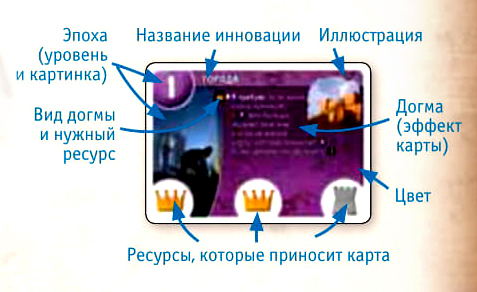 Эпоха
(уровень
и картинка)
Название инновации
Иллюстрация
1
ГОРОДА
Вид догмы
и нужный
ресурс
Догма
(эффект
карты)
Цвет
Ресурсы, которые приносит карта